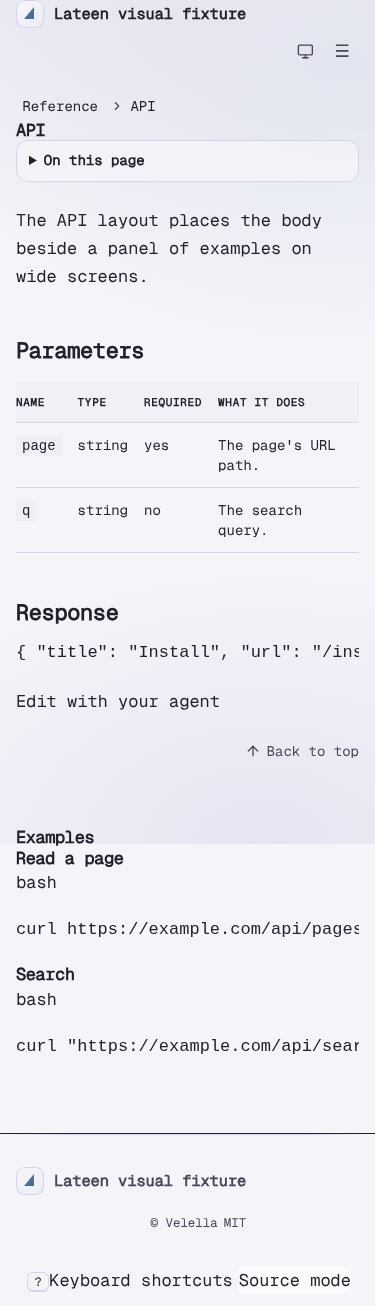 Lateen visual fixture
Reference > API
API
On this page
The API layout places the body
beside a panel of examples on
wide screens.
Parameters
NAME TYPE REQUIRED WHAT IT DOES
page string yes The page's URL
path.
q string no The search
query.
Response
{ "title": "Install", "url": "/ins
Edit with your agent
↑ Back to top
Examples
Read a page
bash
curl https://example.com/api/pages
Search
bash
curl "https://example.com/api/sear
Lateen visual fixture
© Velella MIT
? Keyboard shortcuts Source mode